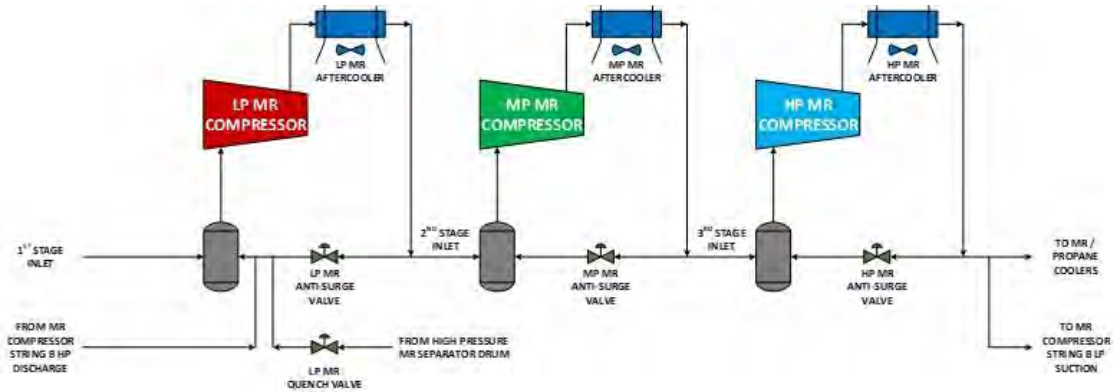 LP MR
AFTERCOOLER
MP MR
AFTERCOOLER
HP MR
AFTERCOOLER
LP MR
COMPRESSOR
MP MR
COMPRESSOR
HP MR
COMPRESSOR
1ST STAGE
INLET
2ND STAGE
INLET
3RD STAGE
INLET
LP MR
ANTI-SURGE
VALVE
MP MR
ANTI-SURGE
VALVE
HP MR
ANTI-SURGE
VALVE
TO MR /
PROPANE
COOLERS
FROM MR
COMPRESSOR
STRING B HP
DISCHARGE
LP MR
QUENCH VALVE
FROM HIGH PRESSURE
MR SEPARATOR DRUM
TO MR
COMPRESSOR
STRING B LP
SUCTION